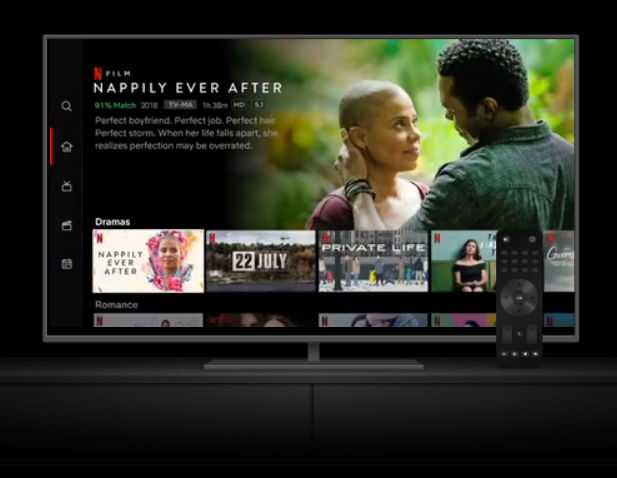 N FILM
NAPPILY EVER AFTER
91% Match 2018 TV-MA 1h 38m HD 5.1
Perfect boyfriend. Perfect job. Perfect hair.
Perfect storm. When her life falls apart, she
realizes perfection may be overrated.
Dramas
NAPPILY
EVER
AFTER
22 JULY
PRIVATE LIFE
Romance